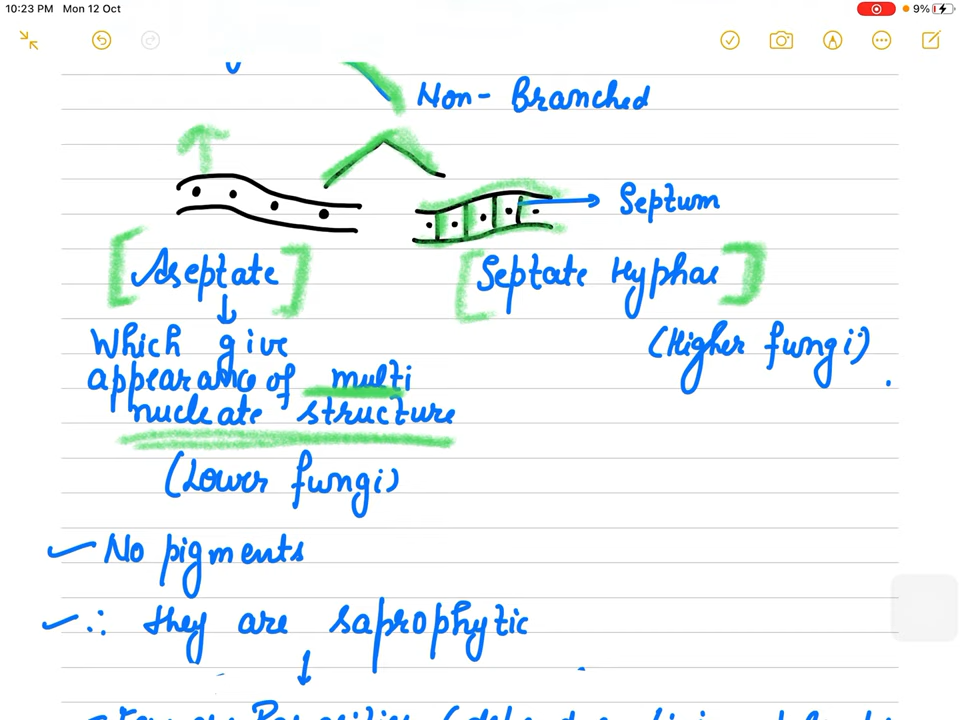 10:23 PM Mon 12 Oct
9%
Non-Branched
Septum
[Aseptate] [Septate Hyphae]
Which give
appearance of multi
nucleate structure
(Higher fungi)
(Lower fungi)
No pigments
∴ they are saprophytic